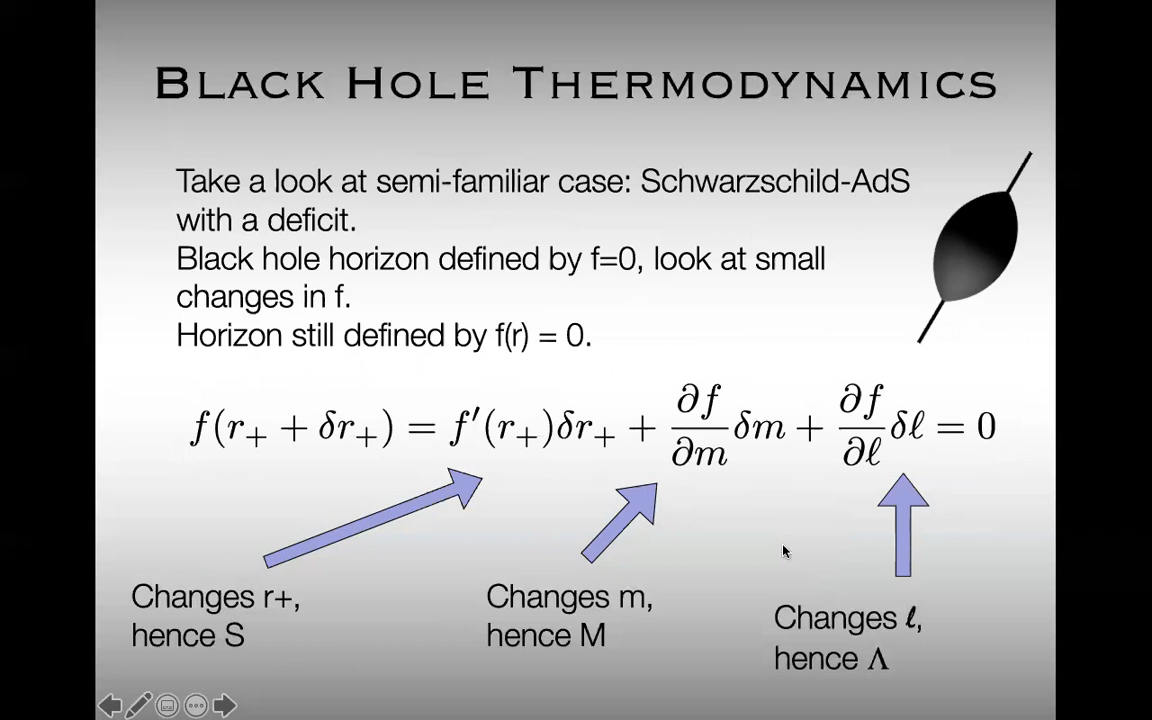 Black Hole Thermodynamics
Take a look at semi-familiar case: Schwarzschild-AdS
with a deficit.
Black hole horizon defined by f=0, look at small
changes in f.
Horizon still defined by f(r) = 0.
f(r₊ + δr₊) = f′(r₊)δr₊ + ∂f/∂m δm + ∂f/∂ℓ δℓ = 0
Changes r+,
hence S
Changes m,
hence M
Changes ℓ,
hence Λ